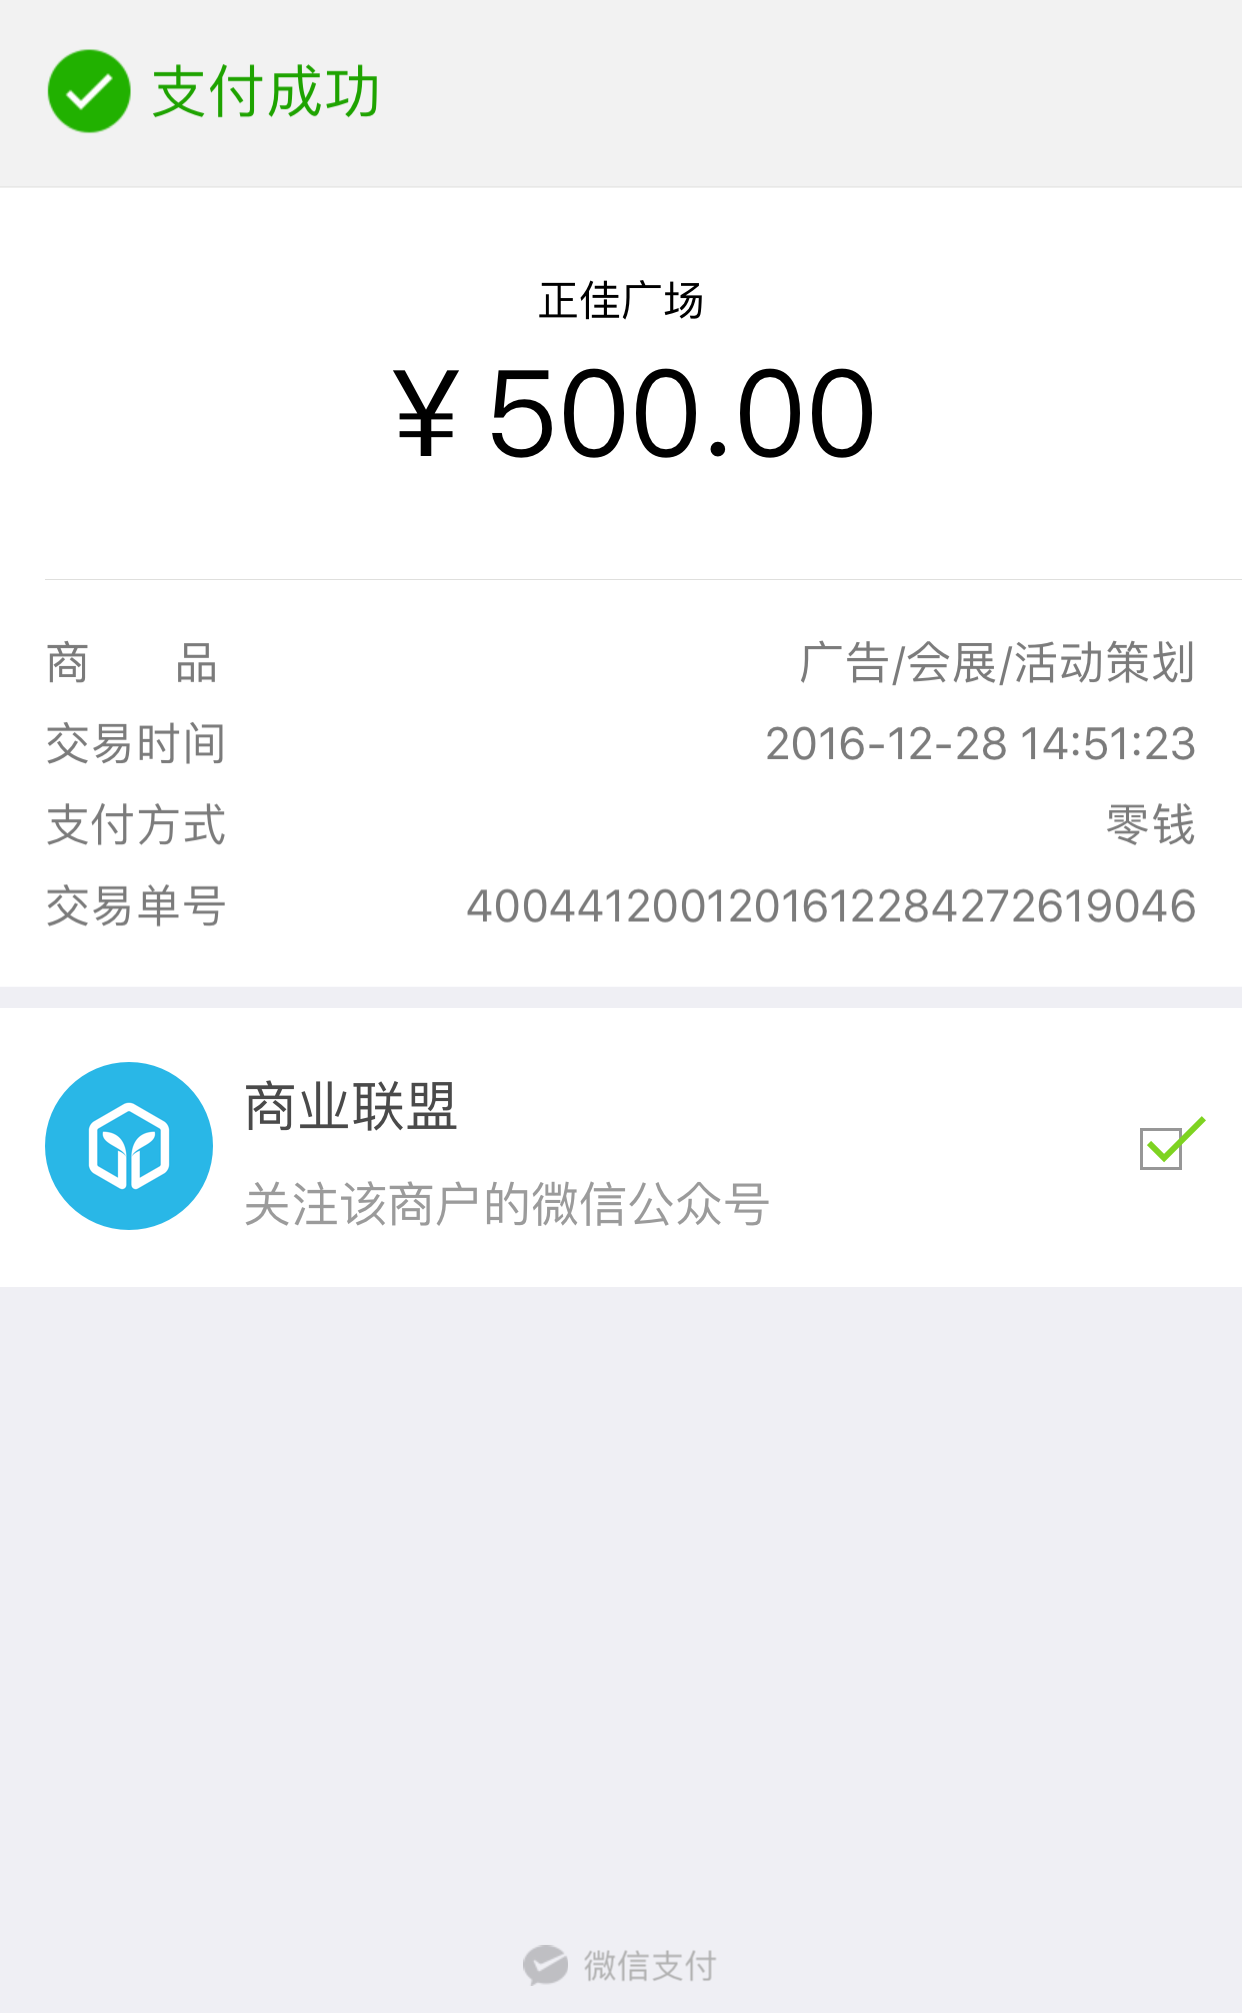 支付成功
正佳广场
¥ 500.00
商 品 广告/会展/活动策划
交易时间 2016-12-28 14:51:23
支付方式 零钱
交易单号 4004412001201612284272619046
商业联盟
关注该商户的微信公众号
微信支付